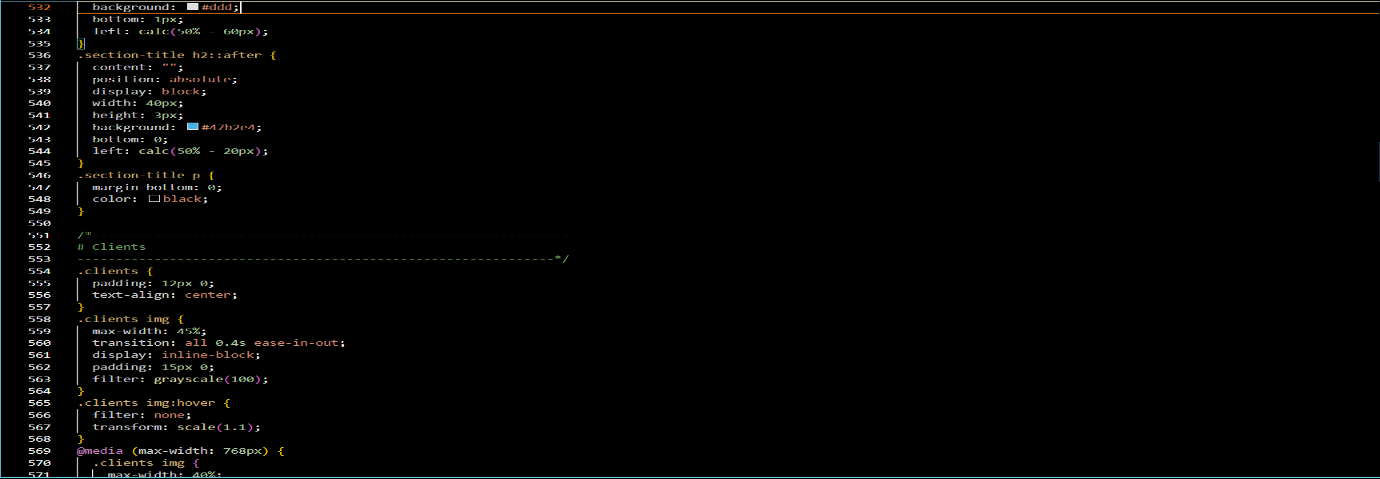 532 background: #ddd;
533 bottom: 1px;
534 left: calc(50% - 60px);
535 }
536 .section-title h2::after {
537 content: "";
538 position: absolute;
539 display: block;
540 width: 40px;
541 height: 3px;
542 background: #47b2e4;
543 bottom: 0;
544 left: calc(50% - 20px);
545 }
546 .section-title p {
547 margin-bottom: 0;
548 color: black;
549 }
550
551 /*--------------------------------------------------------------
552 # Clients
553 --------------------------------------------------------------*/
554 .clients {
555 padding: 12px 0;
556 text-align: center;
557 }
558 .clients img {
559 max-width: 45%;
560 transition: all 0.4s ease-in-out;
561 display: inline-block;
562 padding: 15px 0;
563 filter: grayscale(100);
564 }
565 .clients img:hover {
566 filter: none;
567 transform: scale(1.1);
568 }
569 @media (max-width: 768px) {
570 .clients img {
571 max-width: 40%;